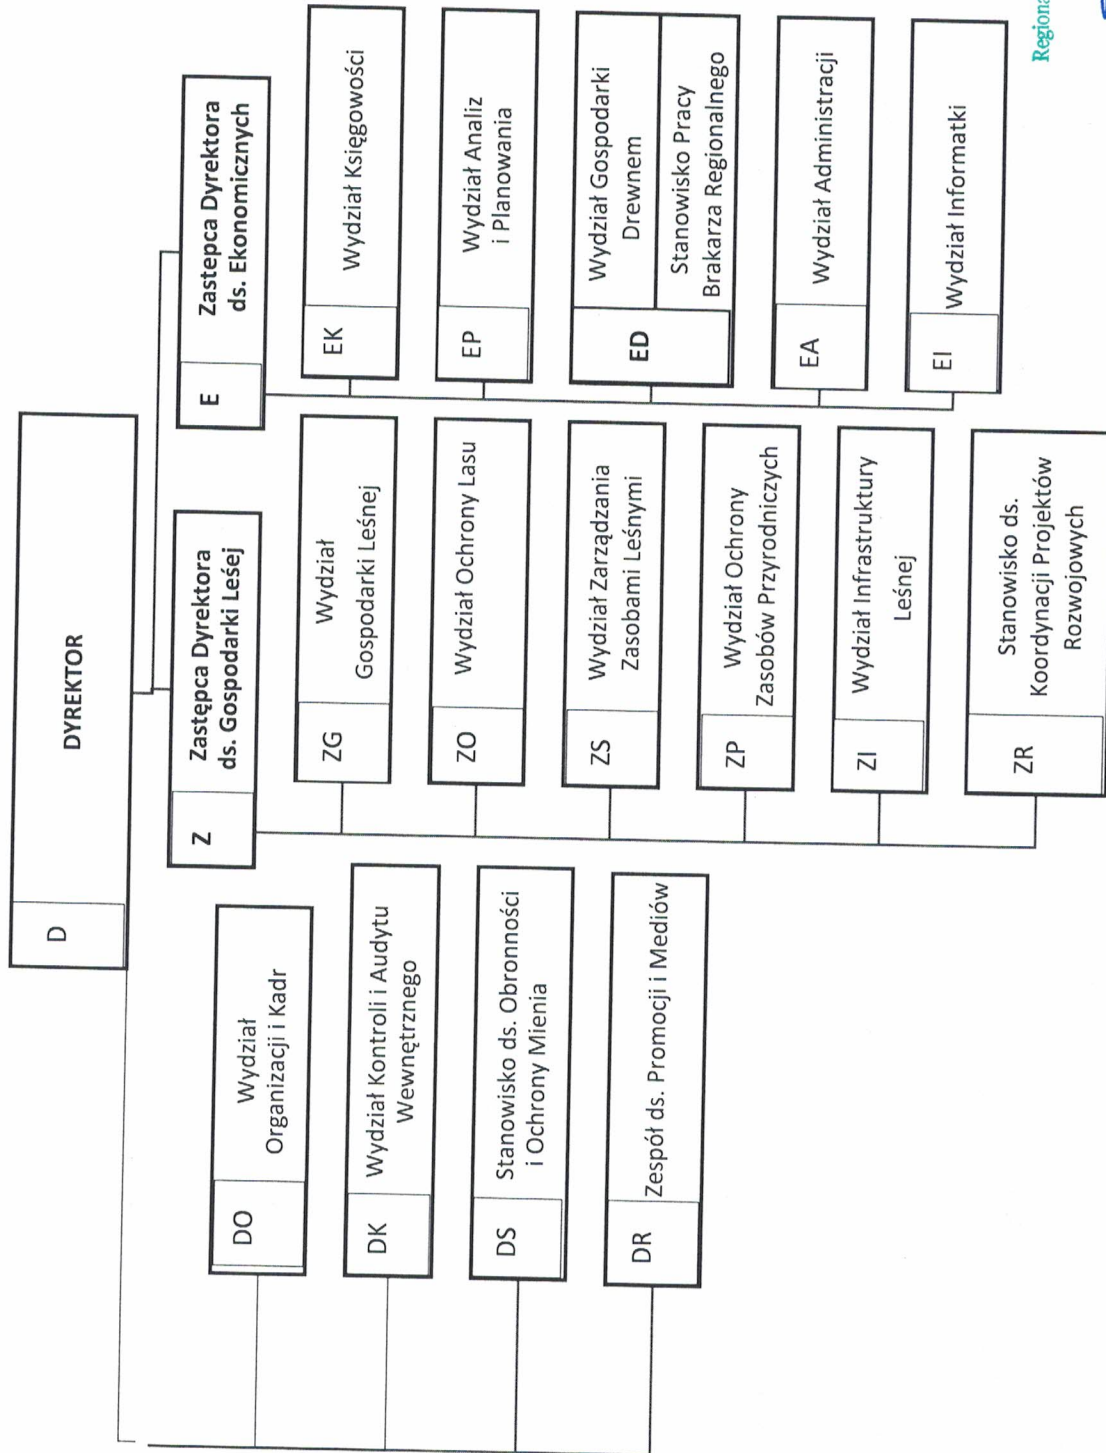 D
DYREKTOR
Z
Zastępca Dyrektora
ds. Gospodarki Leśej
E
Zastepca Dyrektora
ds. Ekonomicznych
DO
Wydział
Organizacji i Kadr
DK
Wydział Kontroli i Audytu
Wewnętrznego
DS
Stanowisko ds. Obronności
i Ochrony Mienia
DR
Zespół ds. Promocji i Mediów
ZG
Wydział
Gospodarki Leśnej
ZO
Wydział Ochrony Lasu
ZS
Wydział Zarządzania
Zasobami Leśnymi
ZP
Wydział Ochrony
Zasobów Przyrodniczych
ZI
Wydział Infrastruktury
Leśnej
ZR
Stanowisko ds.
Koordynacji Projektów
Rozwojowych
EK
Wydział Księgowości
EP
Wydział Analiz
i Planowania
ED
Wydział Gospodarki
Drewnem
Stanowisko Pracy
Brakarza Regionalnego
EA
Wydział Administracji
EI
Wydział Informatki